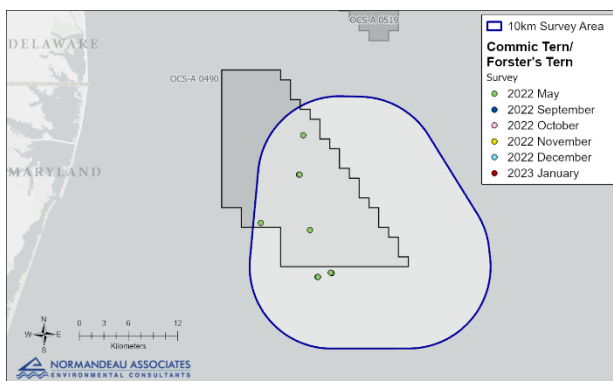 DELAWARE
MARYLAND
OCS-A 0519
OCS-A 0490
10km Survey Area
Commic Tern/
Forster's Tern
Survey
2022 May
2022 September
2022 October
2022 November
2022 December
2023 January
N
W
E
S
0 3 6 12
Kilometers
NORMANDEAU ASSOCIATES
ENVIRONMENTAL CONSULTANTS